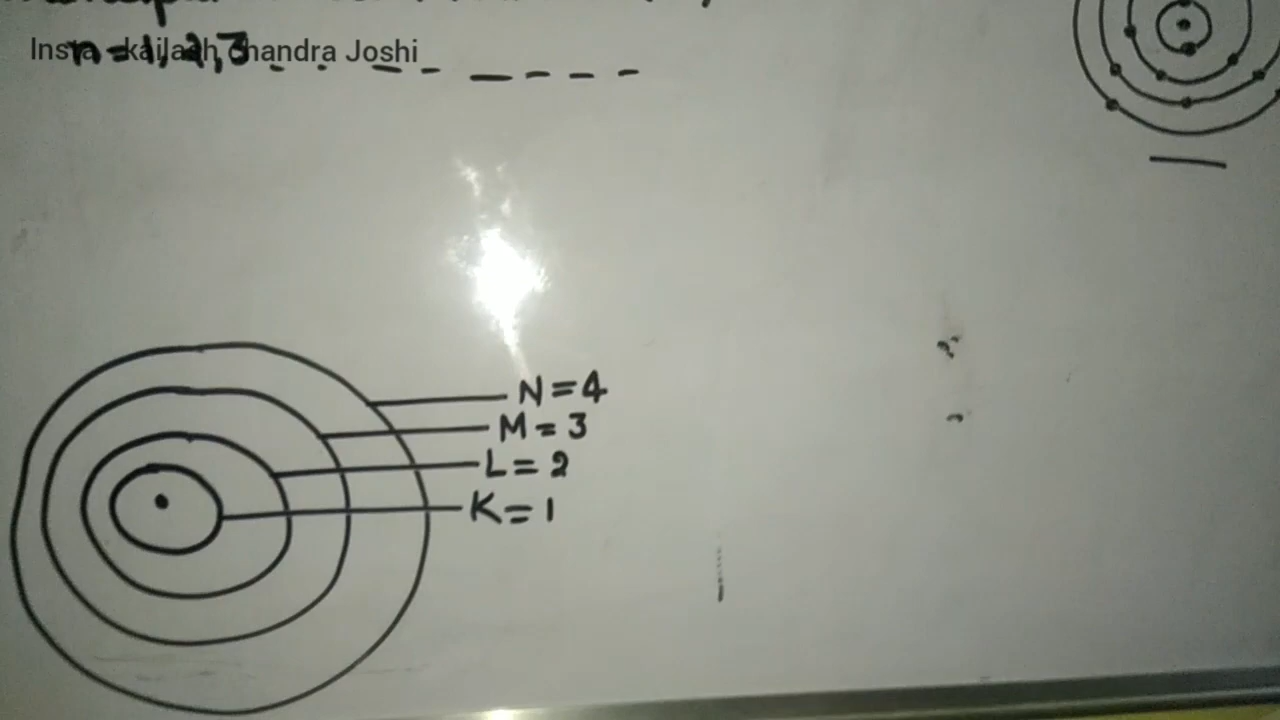 Insta - kailash Chandra Joshi
n = 1, 2, 3 - - - - - - - -
N = 4
M = 3
L = 2
K = 1